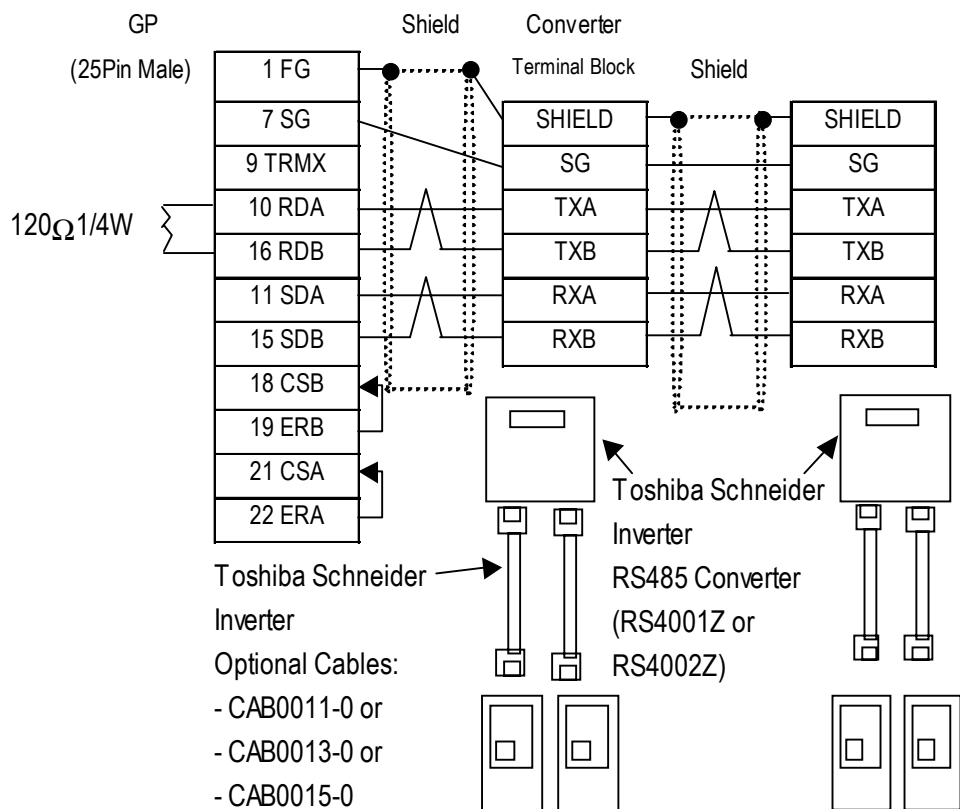 GP
(25Pin Male)
Shield
Converter
Terminal Block
Shield
1 FG
7 SG
9 TRMX
10 RDA
16 RDB
11 SDA
15 SDB
18 CSB
19 ERB
21 CSA
22 ERA
120Ω1/4W
SHIELD
SG
TXA
TXB
RXA
RXB
SHIELD
SG
TXA
TXB
RXA
RXB
Toshiba Schneider
Inverter
Optional Cables:
- CAB0011-0 or
- CAB0013-0 or
- CAB0015-0
Toshiba Schneider
Inverter
RS485 Converter
(RS4001Z or
RS4002Z)